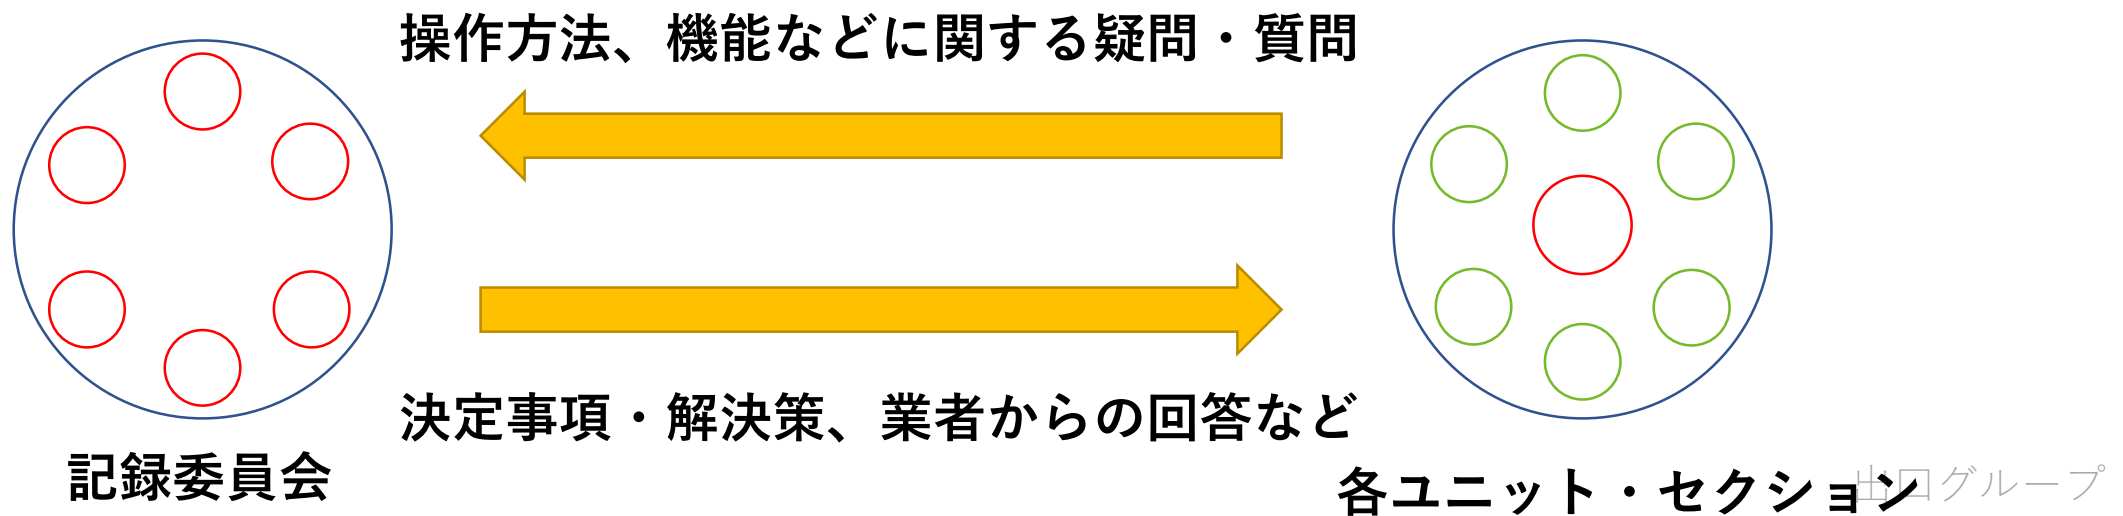 操作方法、機能などに関する疑問・質問
決定事項・解決策、業者からの回答など
記録委員会
各ユニット・セクション
出口グループ